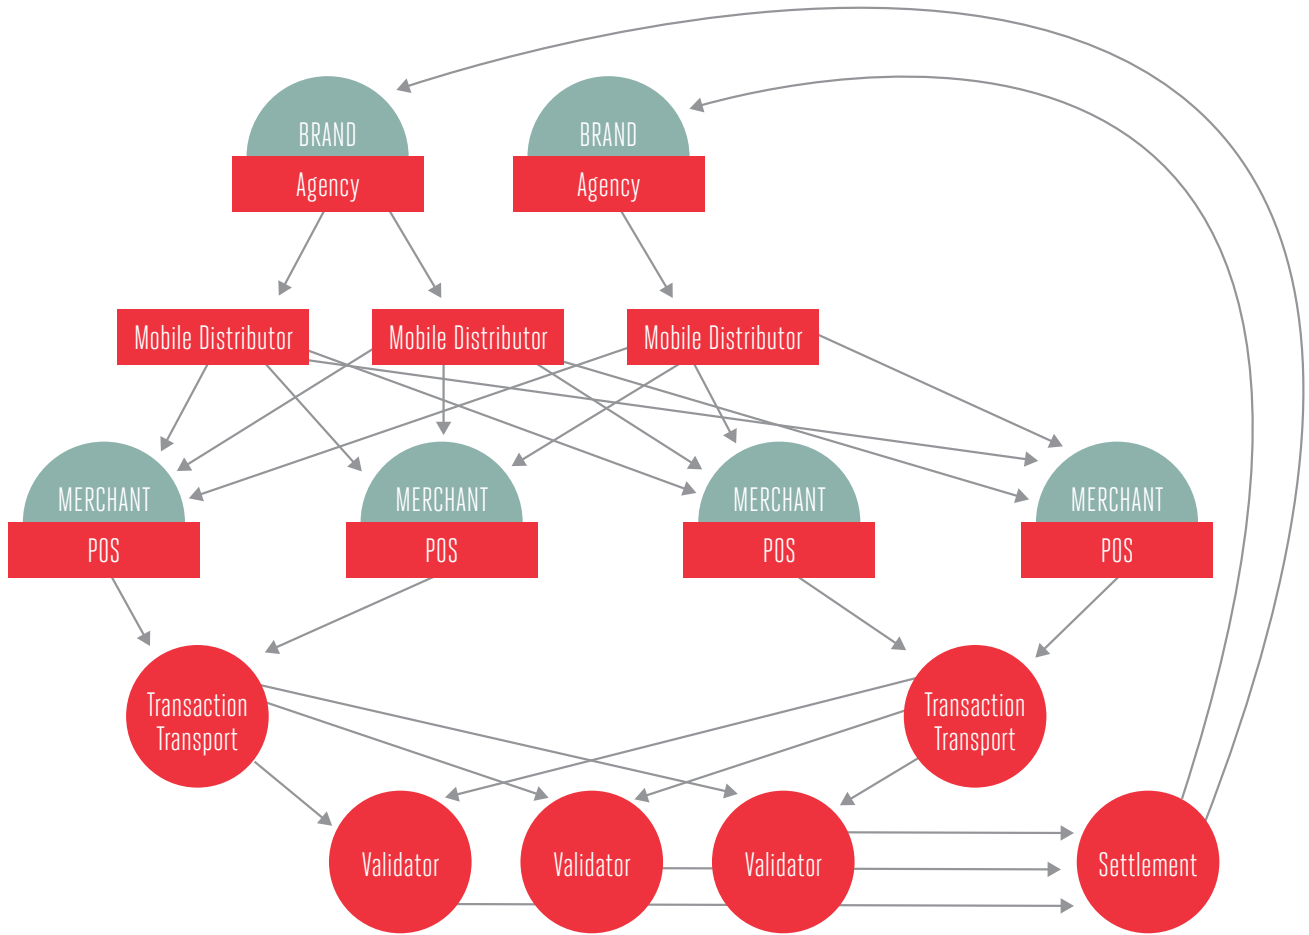 BRAND
Agency
BRAND
Agency
Mobile Distributor
Mobile Distributor
Mobile Distributor
MERCHANT
POS
MERCHANT
POS
MERCHANT
POS
MERCHANT
POS
Transaction
Transport
Transaction
Transport
Validator
Validator
Validator
Settlement